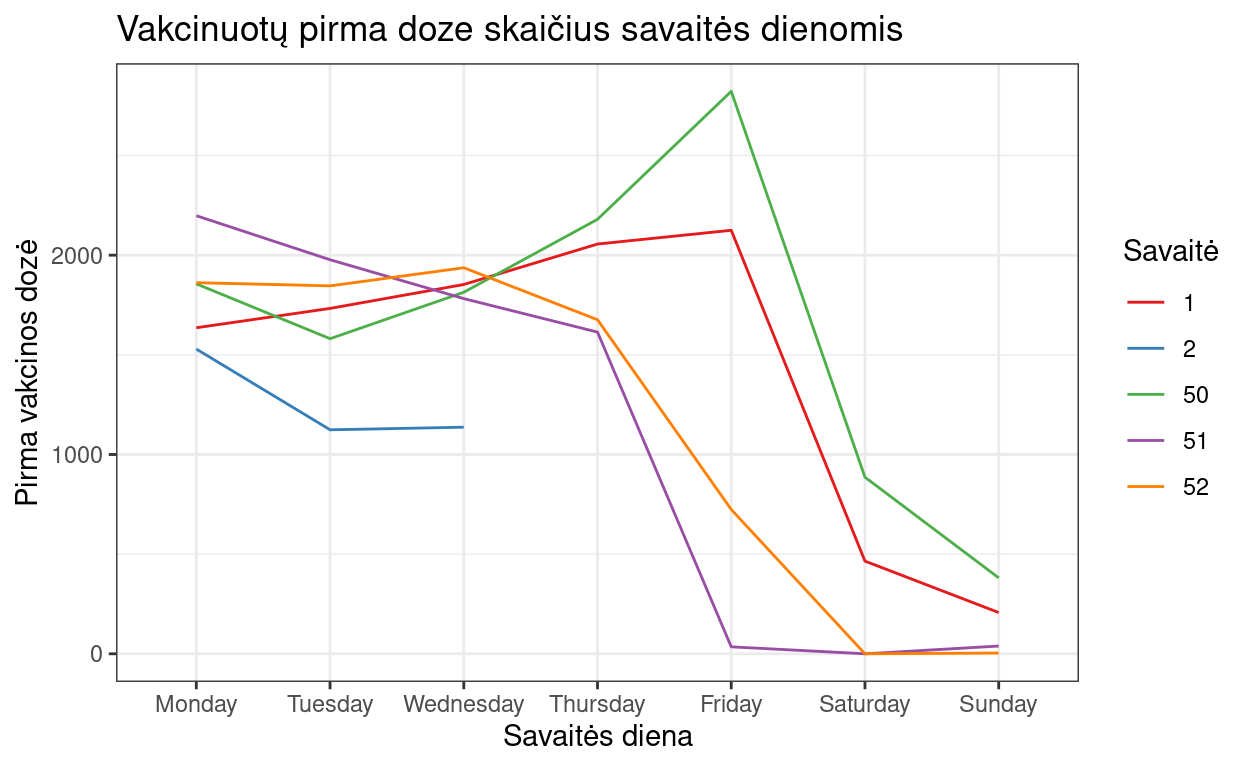 Vakcinuotų pirma doze skaičius savaitės dienomis
Pirma vakcinos dozė
2000
1000
0
Monday
Tuesday
Wednesday
Thursday
Friday
Saturday
Sunday
Savaitės diena
Savaitė
1
2
50
51
52